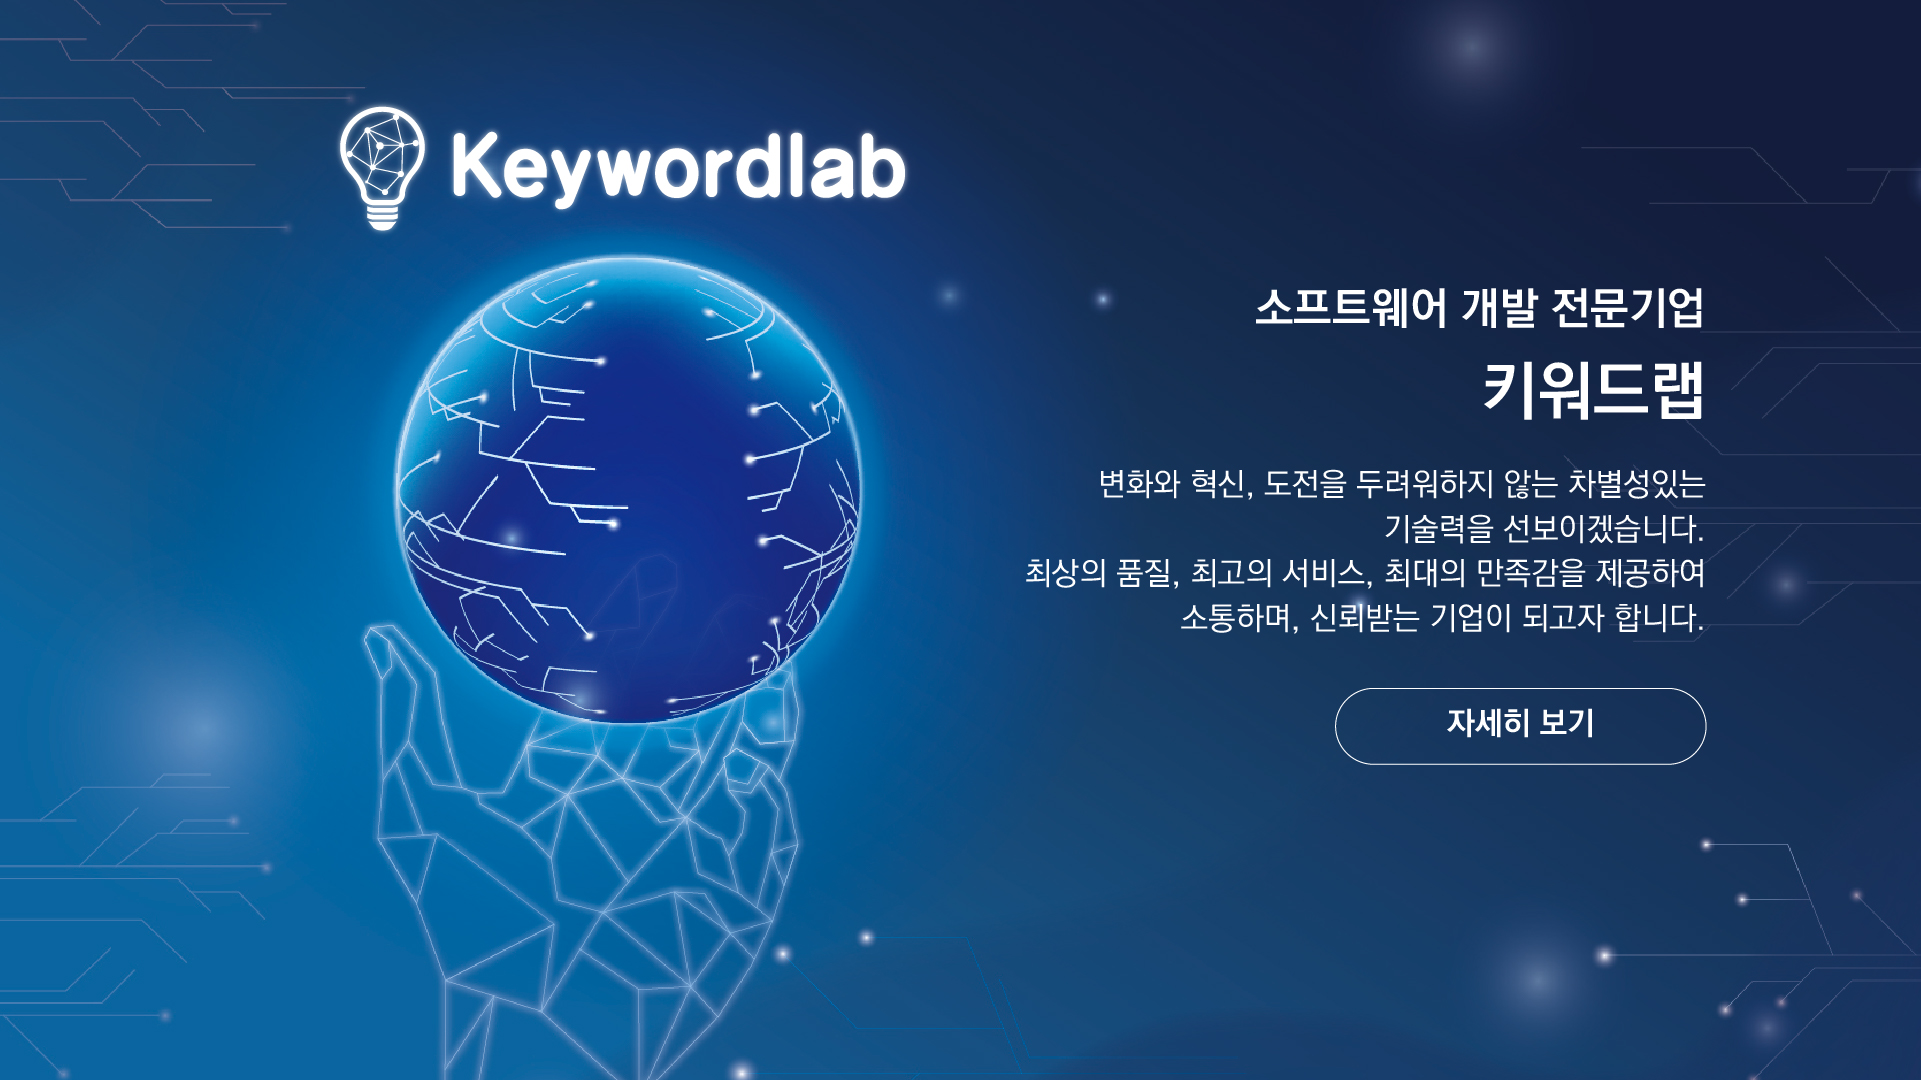 Keywordlab
소프트웨어 개발 전문기업
키워드랩
변화와 혁신, 도전을 두려워하지 않는 차별성있는
기술력을 선보이겠습니다.
최상의 품질, 최고의 서비스, 최대의 만족감을 제공하여
소통하며, 신뢰받는 기업이 되고자 합니다.
자세히 보기